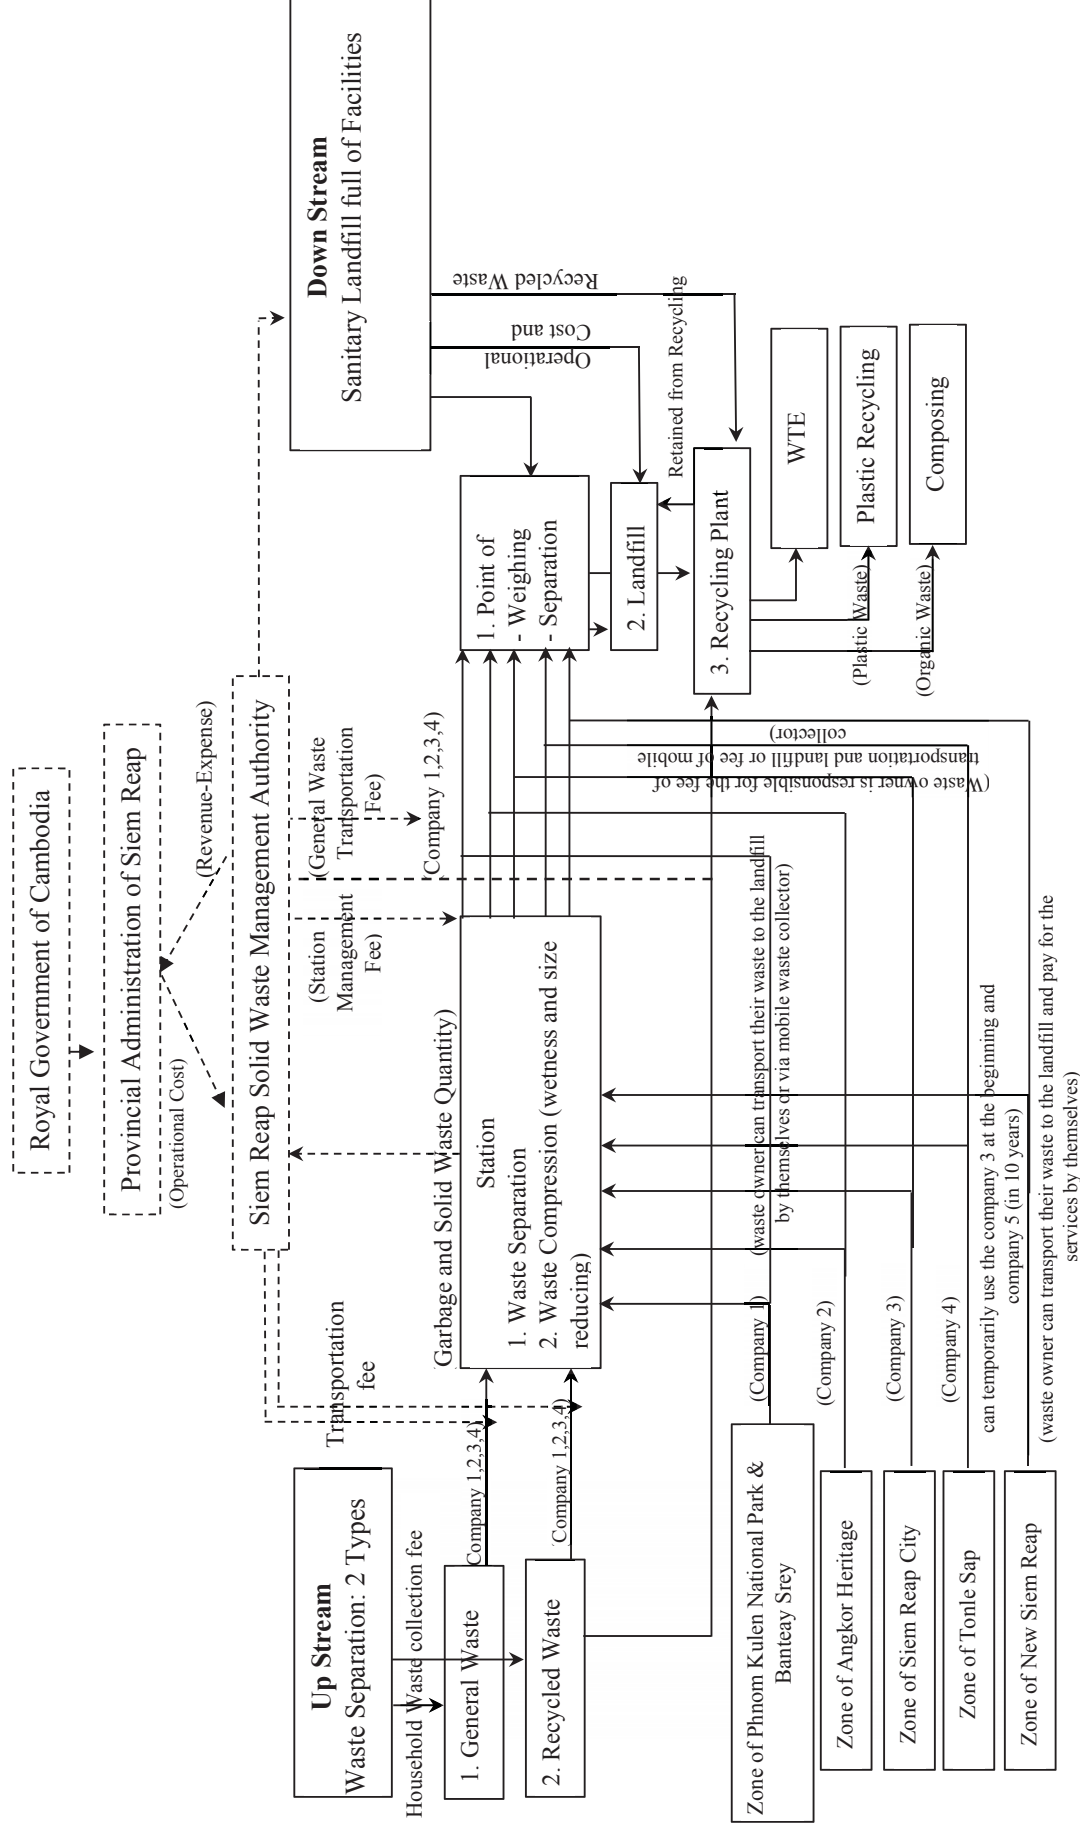 Royal Government of Cambodia
Provincial Administration of Siem Reap
(Operational Cost)
(Revenue-Expense)
Siem Reap Solid Waste Management Authority
Transportation
fee
(Station
Management
Fee)
(General Waste
Transportation
Fee)
Up Stream
Waste Separation: 2 Types
Household Waste collection fee
1. General Waste
2. Recycled Waste
Company 1,2,3,4)
(Company 1,2,3,4)
Garbage and Solid Waste Quantity)
Station
1. Waste Separation
2. Waste Compression (wetness and size
reducing)
(Company 1,2,3,4)
Down Stream
Sanitary Landfill full of Facilities
1. Point of
- Weighing
- Separation
2. Landfill
3. Recycling Plant
Operational
Cost and
Recycled Waste
Retained from Recycling
WTE
Plastic Recycling
Composing
(Plastic Waste)
(Organic Waste)
(Waste owner is responsible for the fee of
transportation and landfill or fee of mobile
collector)
Zone of Phnom Kulen National Park &
Banteay Srey
Zone of Angkor Heritage
Zone of Siem Reap City
Zone of Tonle Sap
Zone of New Siem Reap
(Company 1)
(Company 2)
(Company 3)
(Company 4)
(waste owner can transport their waste to the landfill
by themselves or via mobile waste collector)
can temporarily use the company 3 at the beginning and
company 5 (in 10 years)
(waste owner can transport their waste to the landfill and pay for the
services by themselves)